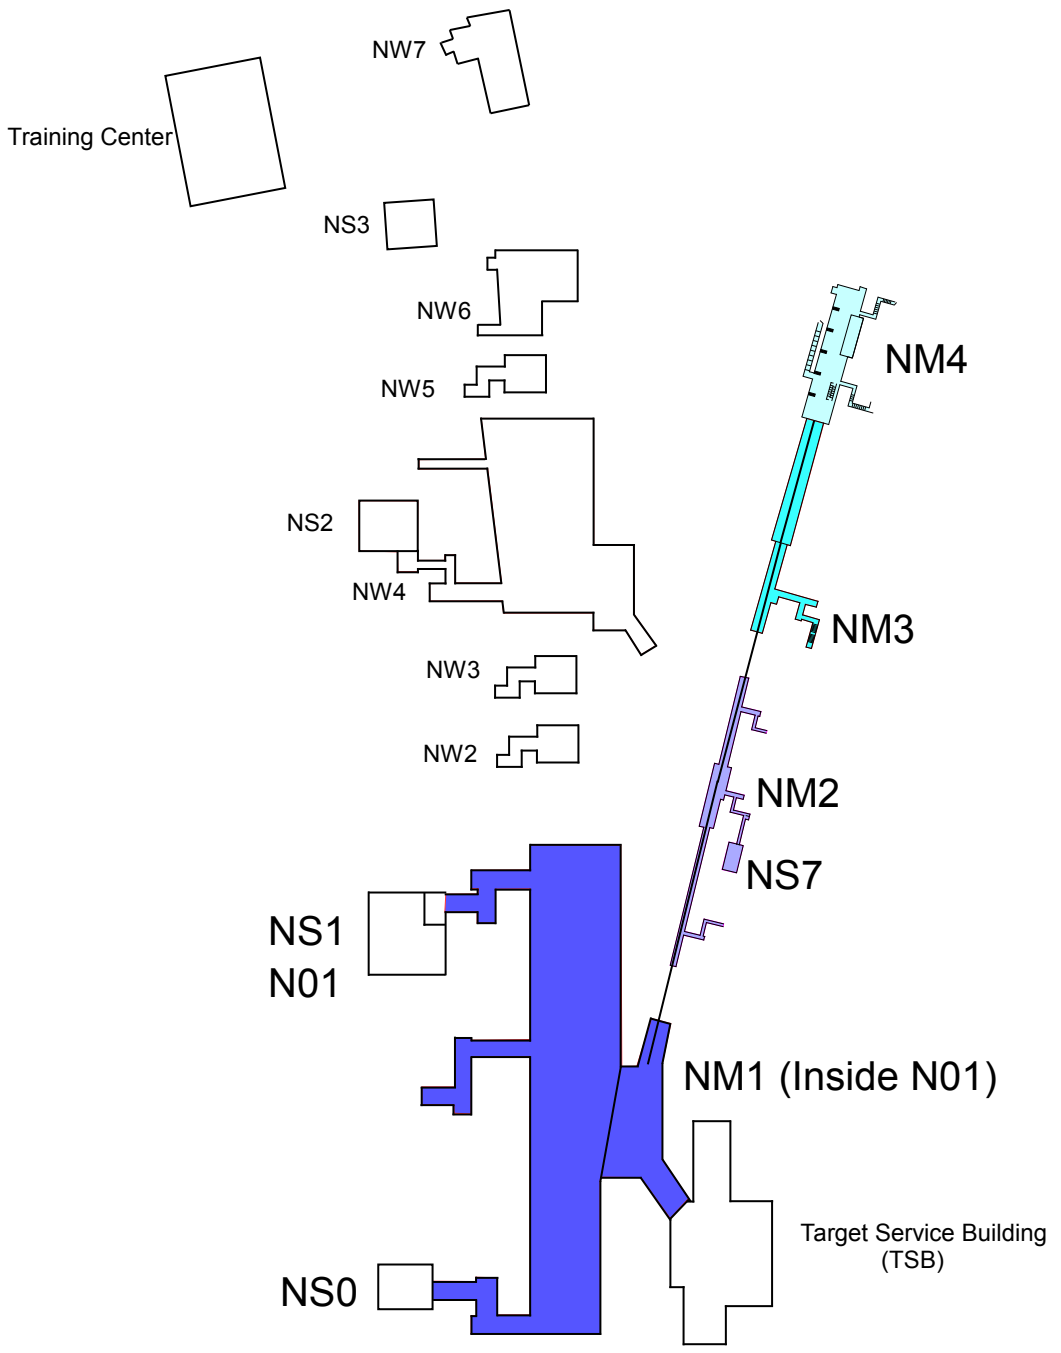 NW7
Training Center
NS3
NW6
NM4
NW5
NS2
NW4
NM3
NW3
NW2
NM2
NS7
NS1
N01
NM1 (Inside N01)
Target Service Building
(TSB)
NS0